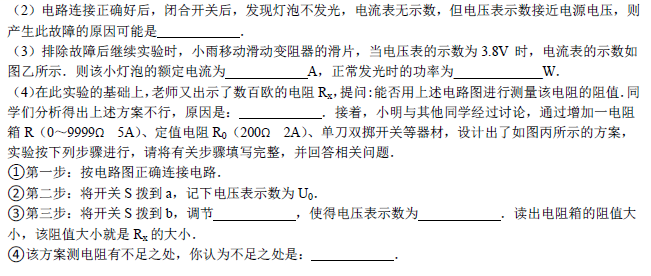 （2）电路连接正确好后，闭合开关后，发现灯泡不发光，电流表无示数，但电压表示数接近电源电压，则
产生此故障的原因可能是____________．
（3）排除故障后继续实验时，小雨移动滑动变阻器的滑片，当电压表的示数为3.8V 时，电流表的示数如
图乙所示．则该小灯泡的额定电流为____________A，正常发光时的功率为____________W.
（4）在此实验的基础上，老师又出示了数百欧的电阻Rx，提问：能否用上述电路图进行测量该电阻的阻值．同
学们分析得出上述方案不行，原因是：____________．接着，小明与其他同学经过讨论，通过增加一电阻
箱 R（0～9999Ω 5A）、定值电阻 R0（200Ω 2A）、单刀双掷开关等器材，设计出了如图丙所示的方案，
实验按下列步骤进行，请将有关步骤填写完整，并回答相关问题．
①第一步：按电路图正确连接电路．
②第二步：将开关 S 拨到 a，记下电压表示数为 U0．
③第三步：将开关 S 拨到 b，调节____________，使得电压表示数为____________．读出电阻箱的阻值大
小，该阻值大小就是 Rx 的大小．
④该方案测电阻有不足之处，你认为不足之处是：____________．